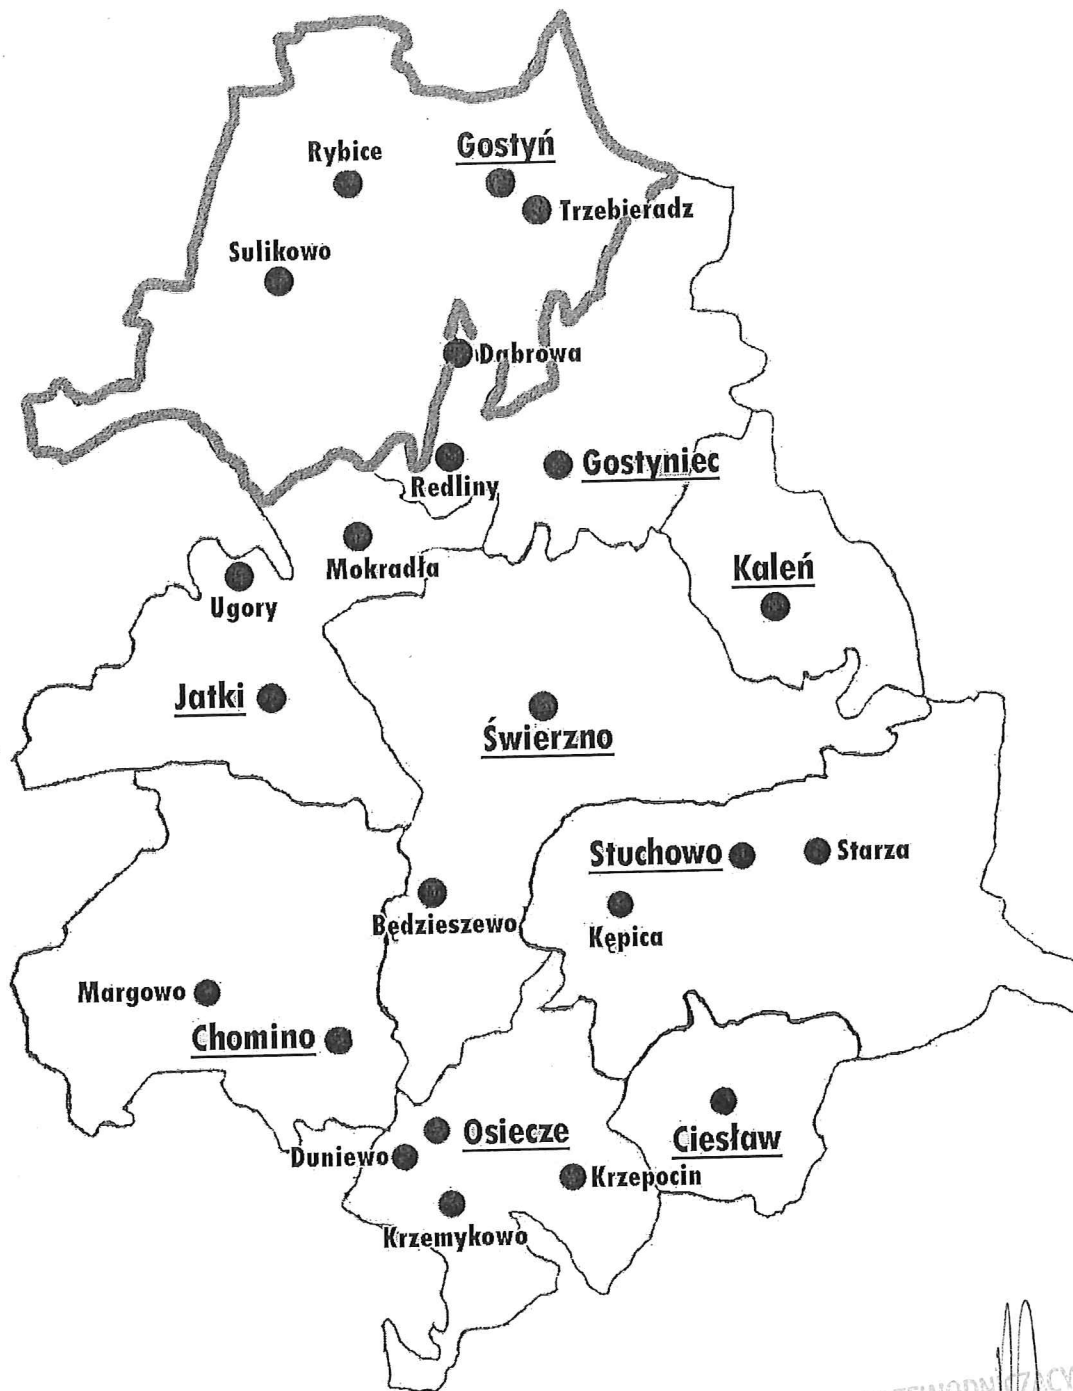 Rybice
Gostyń
Trzebieradz
Sulikowo
Dąbrowa
Redliny
Gostyniec
Mokradła
Ugory
Kaleń
Jatki
Świerzno
Stuchowo
Starza
Będzieszewo
Kępica
Margowo
Chomino
Osiecze
Ciesław
Duniewo
Krzepocin
Krzemykowo